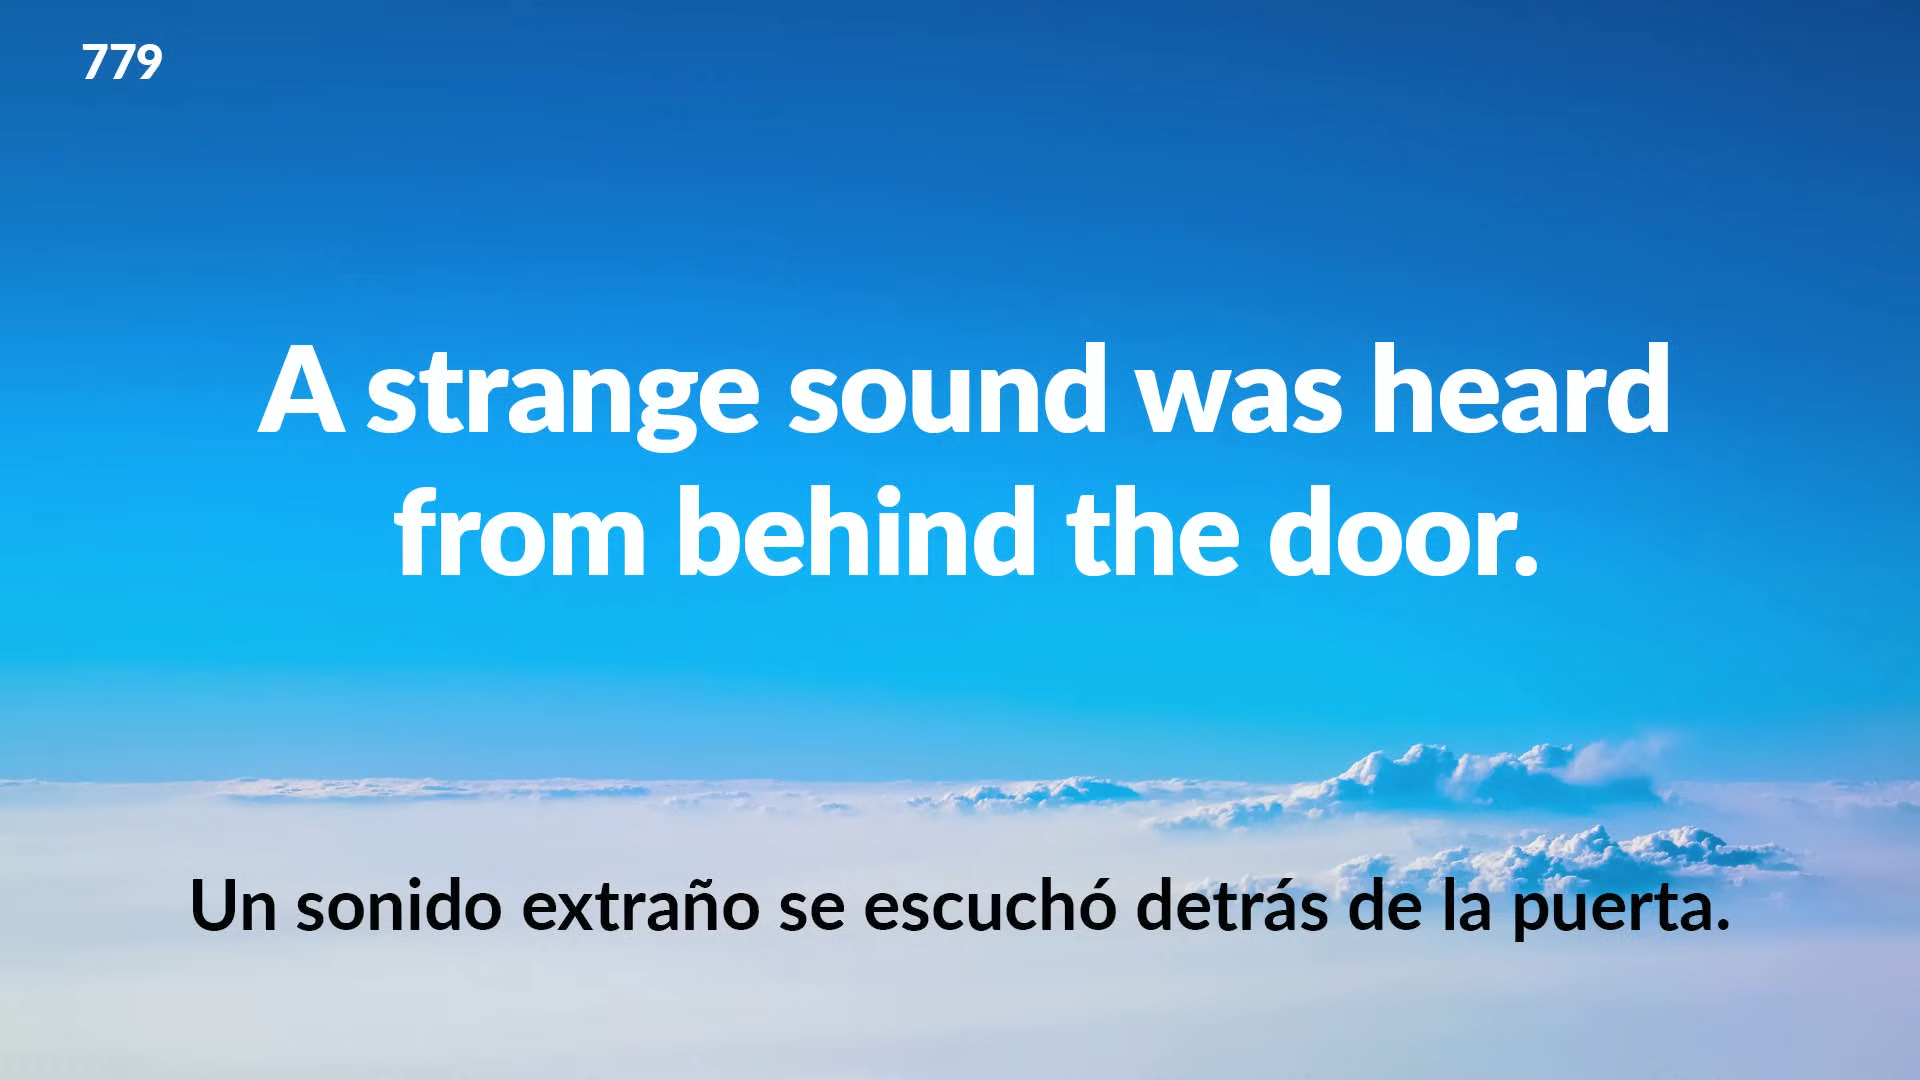 779
A strange sound was heard
from behind the door.
Un sonido extraño se escuchó detrás de la puerta.